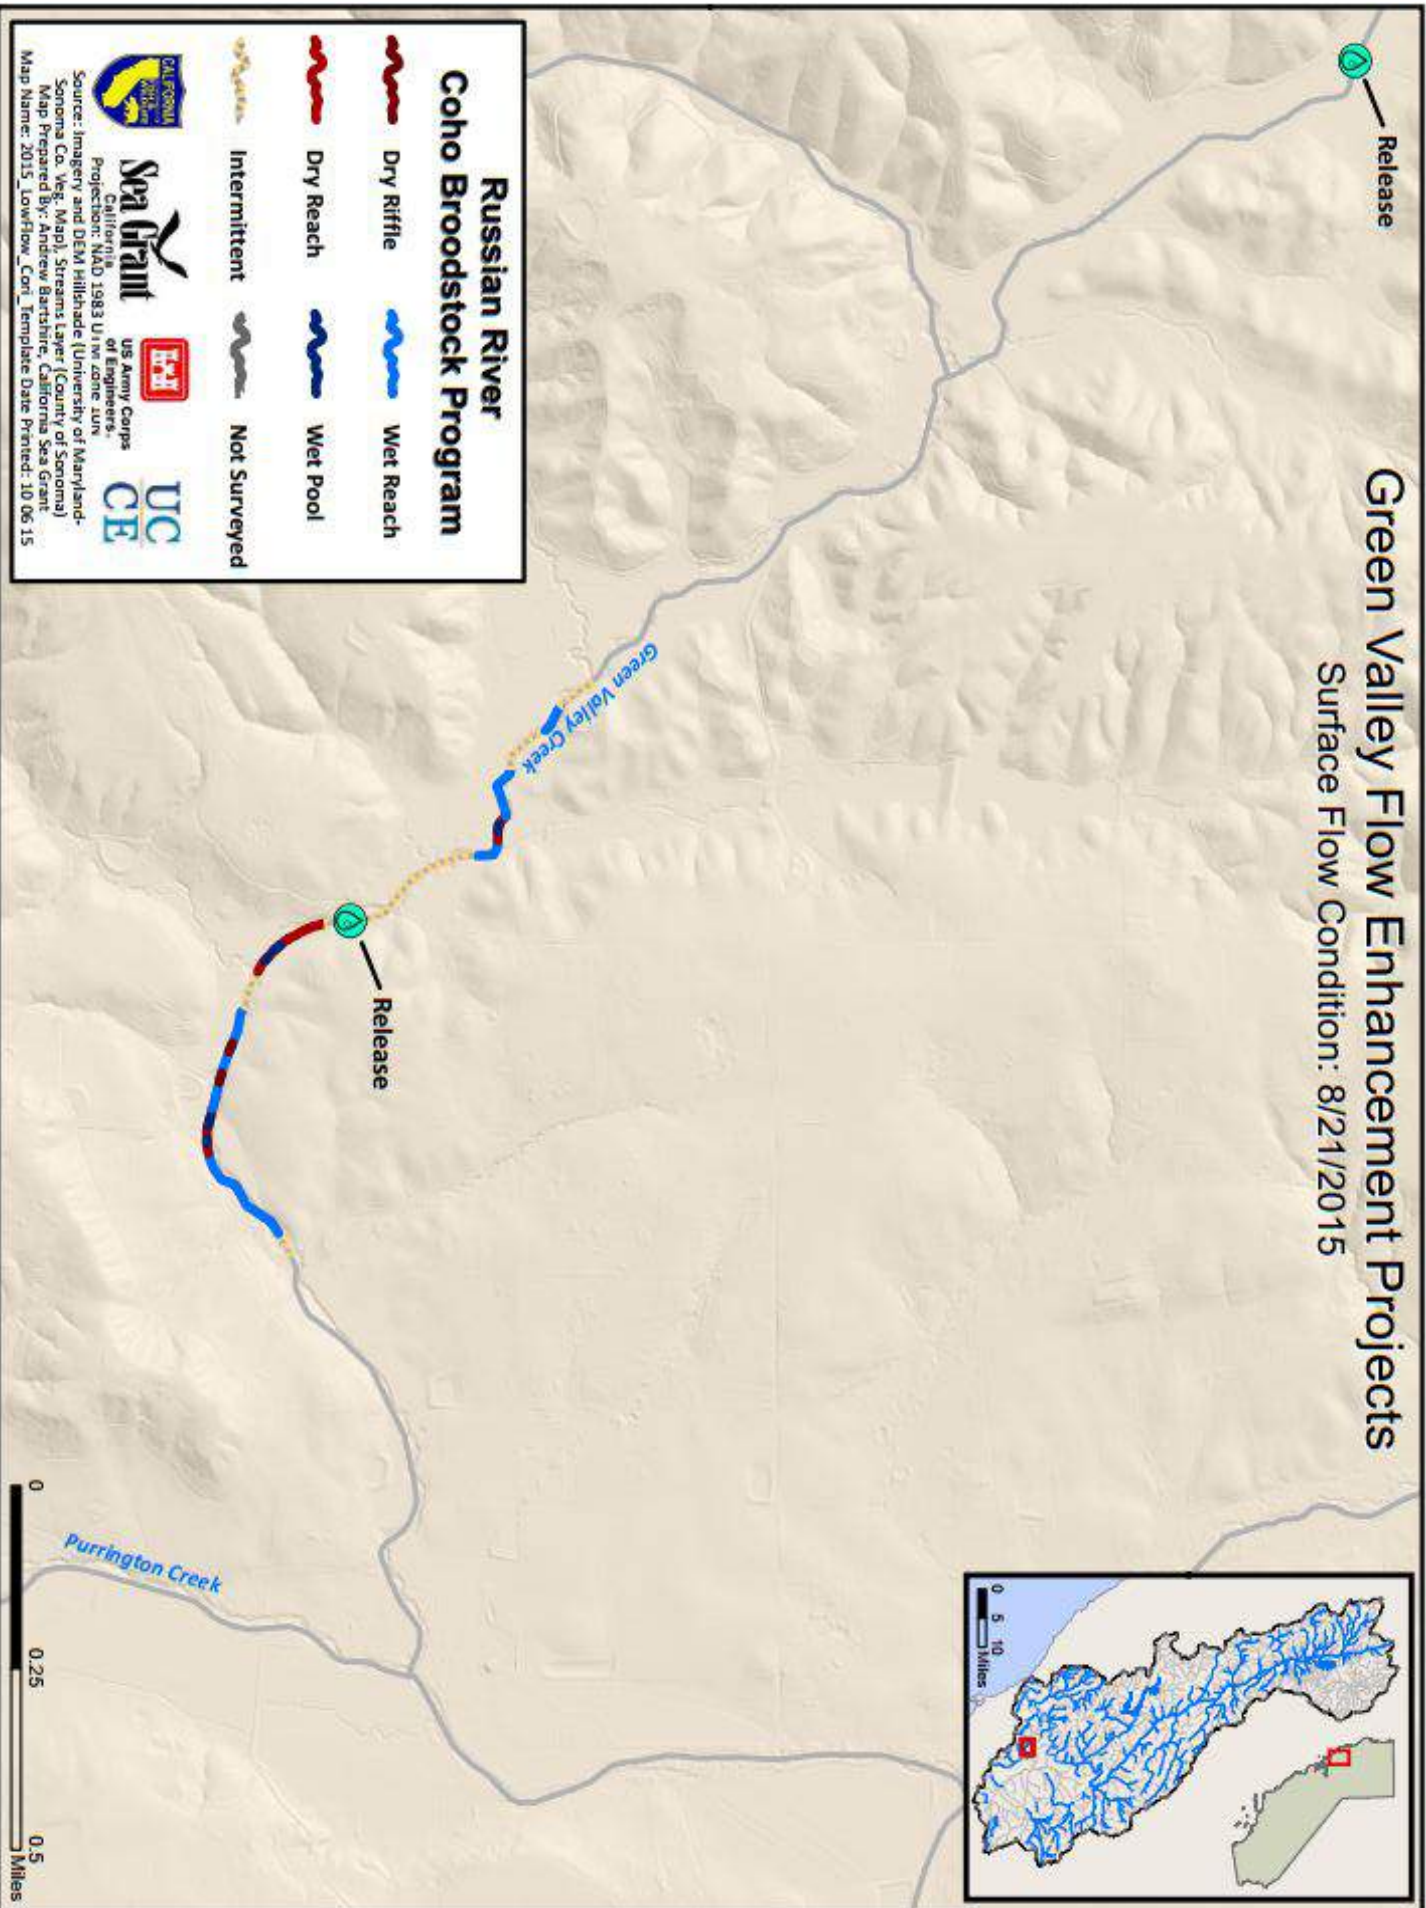 Green Valley Flow Enhancement Projects
Surface Flow Condition: 8/21/2015
Release
Green Valley Creek
Release
Purrington Creek
0 5 10
Miles
Russian River
Coho Broodstock Program
Dry Riffle
Wet Reach
Dry Reach
Wet Pool
Intermittent
Not Surveyed
CALIFORNIA
FISH &
WILDLIFE
Sea Grant
California
US Army Corps
of Engineers.
UC
CE
Projection: NAD 1983 UTM Zone 10N
Source: Imagery and DEM Hillshade (University of Maryland-
Sonoma Co. Veg. Map), Streams Layer (County of Sonoma)
Map Prepared By: Andrew Bartshire, California Sea Grant
Map Name: 2015_LowFlow_Cori_Template Date Printed: 10 06 15
0 0.25 0.5
Miles